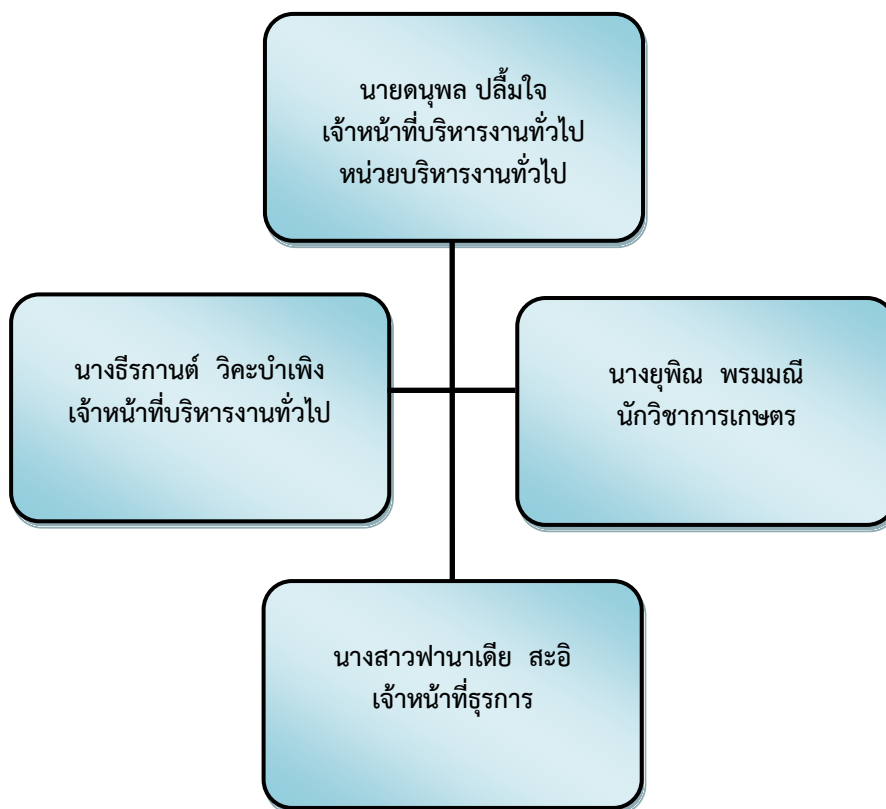 นายดนุพล ปลื้มใจ
เจ้าหน้าที่บริหารงานทั่วไป
หน่วยบริหารงานทั่วไป
นางธีรกานต์ วิคะบำเพิง
เจ้าหน้าที่บริหารงานทั่วไป
นางยุพิณ พรมมณี
นักวิชาการเกษตร
นางสาวฟานาเดีย สะอิ
เจ้าหน้าที่ธุรการ